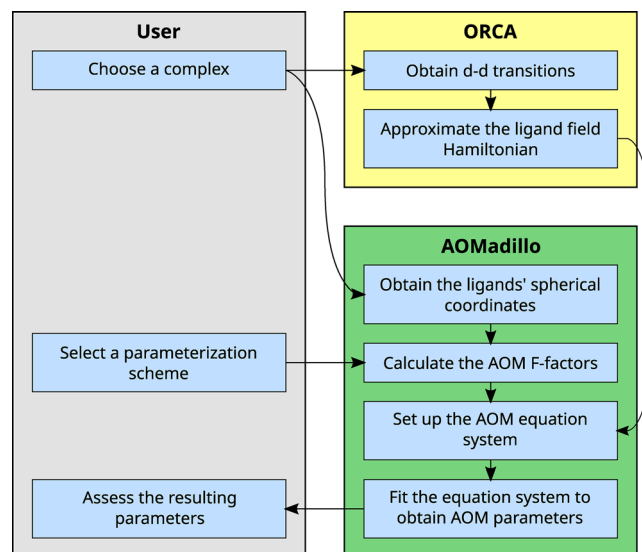 User
Choose a complex
Select a parameterization
scheme
Assess the resulting
parameters
ORCA
Obtain d-d transitions
Approximate the ligand field
Hamiltonian
AOMadillo
Obtain the ligands' spherical
coordinates
Calculate the AOM F-factors
Set up the AOM equation
system
Fit the equation system to
obtain AOM parameters